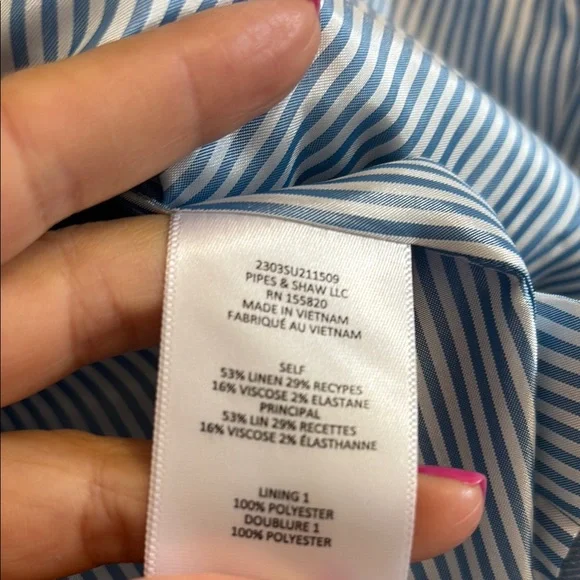 2303SU211509
PIPES & SHAW LLC
RN 155820
MADE IN VIETNAM
FABRIQUÉ AU VIETNAM
SELF
53% LINEN 29% RECYPES
16% VISCOSE 2% ELASTANE
PRINCIPAL
53% LIN 29% RECETTES
16% VISCOSE 2% ÉLASTHANNE
LINING 1
100% POLYESTER
DOUBLURE 1
100% POLYESTER